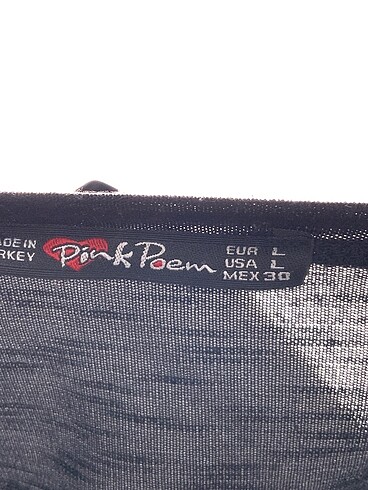 ADE IN
RKEY
Pink Poem
EUR L
USA L
MEX 30